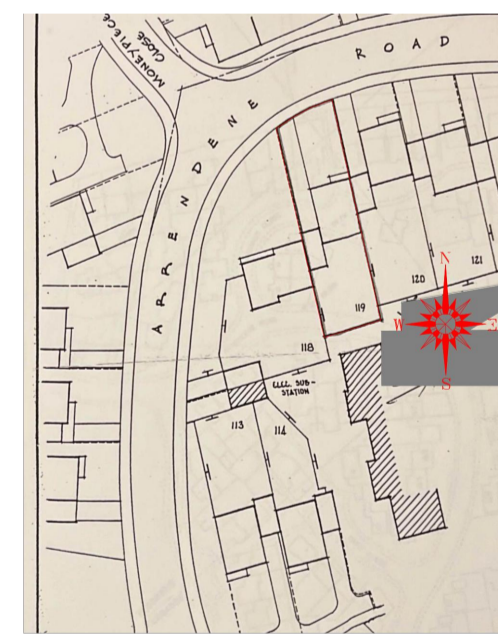 MONEYPIECE
CLOSE
ARRENDENE ROAD
N
W
E
S
121
120
119
118
ELEC. SUB-
STATION
113
114